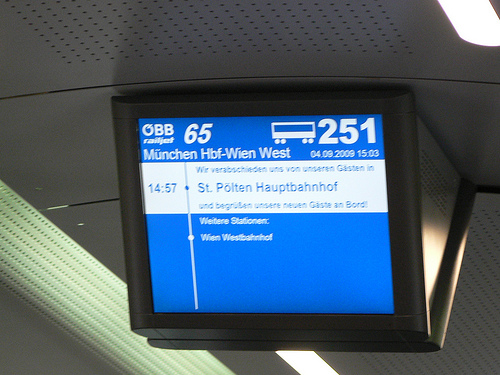 ÖBB 65 251
railjet
München Hbf-Wien West 04.09.2009 15:03
Wir verabschieden uns von unseren Gästen in
14:57 St. Pölten Hauptbahnhof
und begrüßen unsere neuen Gäste an Bord!
Weitere Stationen:
Wien Westbahnhof